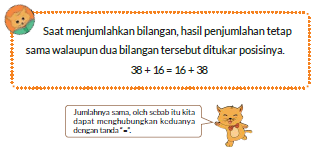 Saat menjumlahkan bilangan, hasil penjumlahan tetap
sama walaupun dua bilangan tersebut ditukar posisinya.
38 + 16 = 16 + 38
Jumlahnya sama, oleh sebab itu kita
dapat menghubungkan keduanya
dengan tanda "=".